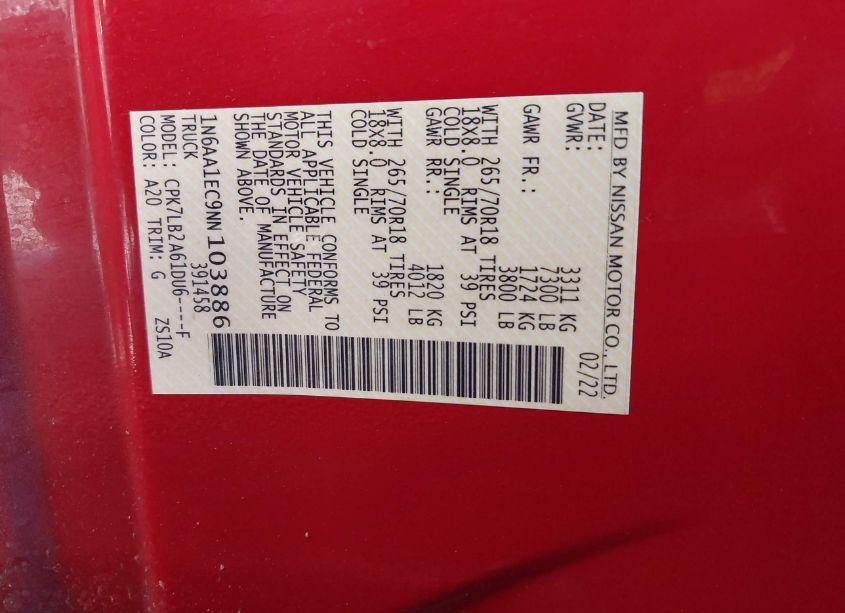 MFD BY NISSAN MOTOR CO., LTD.
DATE: 02/22
GVWR: 3311 KG
7300 LB
GAWR FR.: 1724 KG
3800 LB
WITH 265/70R18 TIRES
18X8.0 RIMS AT 39 PSI
COLD SINGLE
GAWR RR.: 1820 KG
4012 LB
WITH 265/70R18 TIRES
18X8.0 RIMS AT 39 PSI
COLD SINGLE
THIS VEHICLE CONFORMS TO
ALL APPLICABLE FEDERAL
MOTOR VEHICLE SAFETY
STANDARDS IN EFFECT ON
THE DATE OF MANUFACTURE
SHOWN ABOVE.
1N6AA1EC9NN103886
TRUCK 391458
MODEL: CPK7LB2A61DU6----F
COLOR: A20 TRIM: G ZS10A